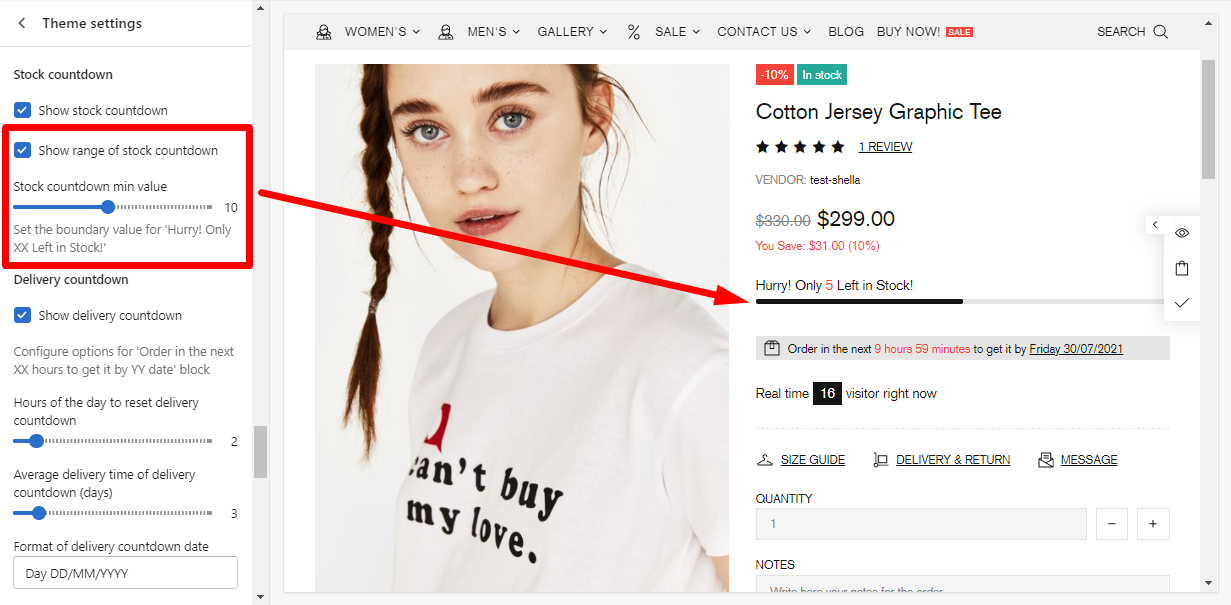 Theme settings
Stock countdown
Show stock countdown
Show range of stock countdown
Stock countdown min value
10
Set the boundary value for 'Hurry! Only
XX Left in Stock!'
Delivery countdown
Show delivery countdown
Configure options for 'Order in the next
XX hours to get it by YY date' block
Hours of the day to reset delivery
countdown
2
Average delivery time of delivery
countdown (days)
3
Format of delivery countdown date
Day DD/MM/YYYY
WOMEN'S MEN'S GALLERY % SALE CONTACT US BLOG BUY NOW! SALE SEARCH
-10% In stock
Cotton Jersey Graphic Tee
1 REVIEW
VENDOR: test-shella
$330.00 $299.00
You Save: $31.00 (10%)
Hurry! Only 5 Left in Stock!
Order in the next 9 hours 59 minutes to get it by Friday 30/07/2021
Real time 16 visitor right now
SIZE GUIDE DELIVERY & RETURN MESSAGE
QUANTITY
1 − +
NOTES
Write here your notes for the order
I can't buy
my love.